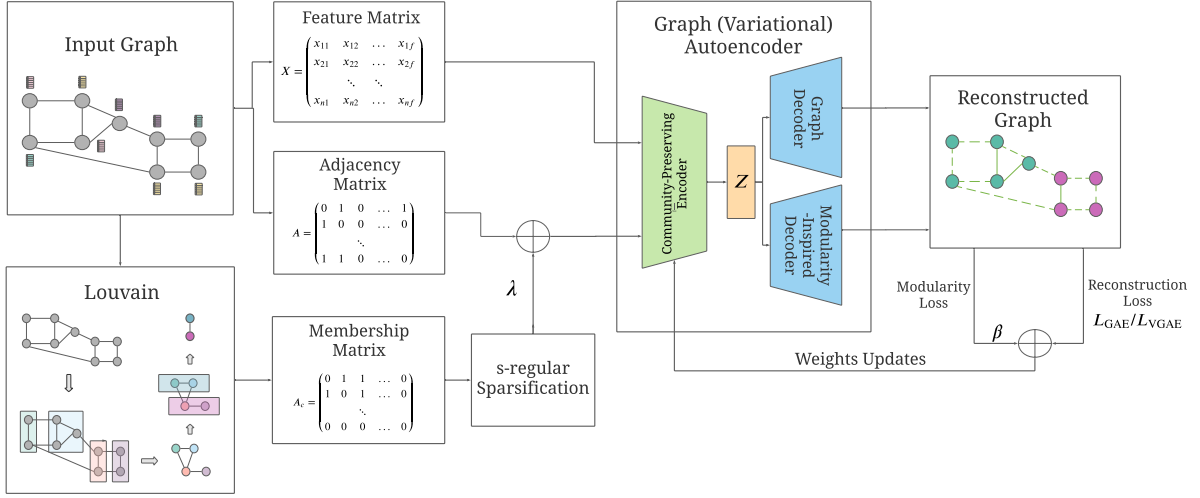 Input Graph
Feature Matrix
X = ( x11 x12 … x1f
x21 x22 … x2f
⋱ ⋱
xn1 xn2 … xnf )
Adjacency
Matrix
A = ( 0 1 0 … 1
1 0 0 … 0
⋱
1 1 0 … 0 )
Louvain
Membership
Matrix
Ac = ( 0 1 1 … 0
1 0 1 … 0
⋱
0 0 0 … 0 )
λ
s-regular
Sparsification
Graph (Variational)
Autoencoder
Community-Preserving
Encoder
Z
Graph
Decoder
Modularity
-Inspired
Decoder
Reconstructed
Graph
Modularity
Loss
Reconstruction
Loss
LGAE/LVGAE
β
Weights Updates